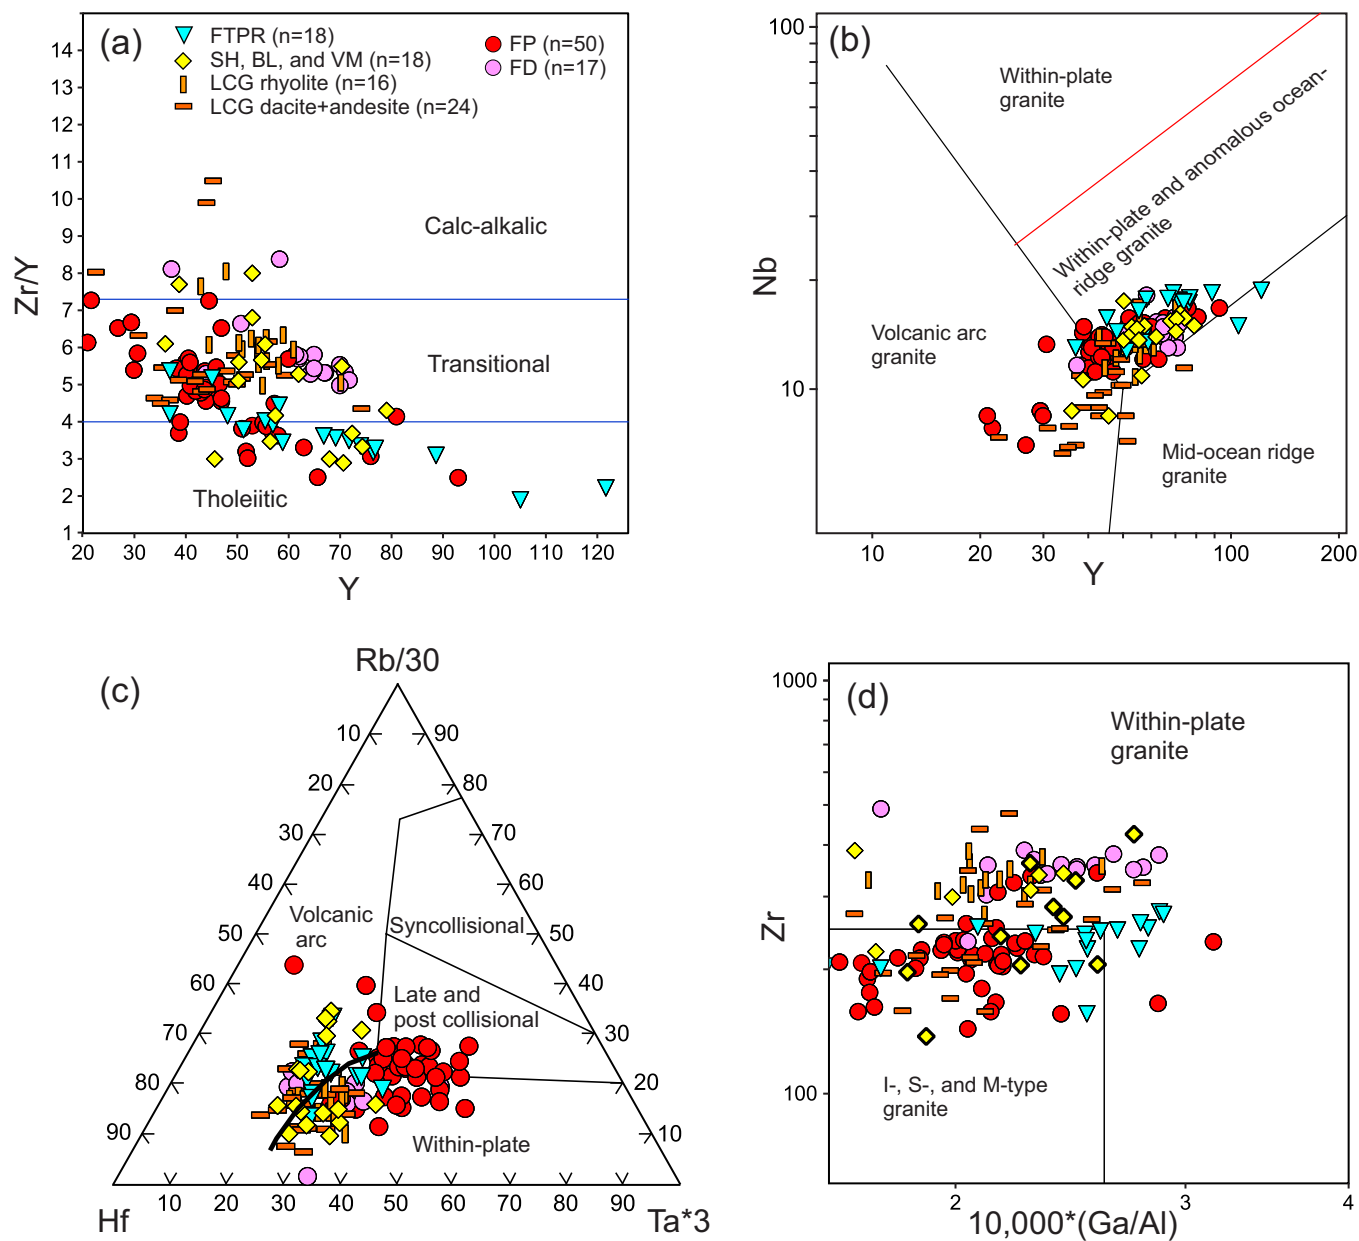 (a)
FTPR (n=18)
SH, BL, and VM (n=18)
LCG rhyolite (n=16)
LCG dacite+andesite (n=24)
FP (n=50)
FD (n=17)
14
13
12
11
10
9
8
7
6
5
4
3
2
1
Zr/Y
Calc-alkalic
Transitional
Tholeiitic
20 30 40 50 60 70 80 90 100 110 120
Y
(b)
100
20
10
Nb
Within-plate
granite
Within-plate and anomalous ocean-
ridge granite
Volcanic arc
granite
Mid-ocean ridge
granite
10 20 30 100 200
Y
(c)
Rb/30
10 90
20 80
30 70
40 60
50 50
60 40
70 30
80 20
90 10
Volcanic
arc
Syncollisional
Late and
post collisional
Within-plate
10 20 30 40 50 60 70 80 90
Hf Ta*3
(d)
1000
100
Zr
Within-plate
granite
I-, S-, and M-type
granite
2 3 4
10,000*(Ga/Al)